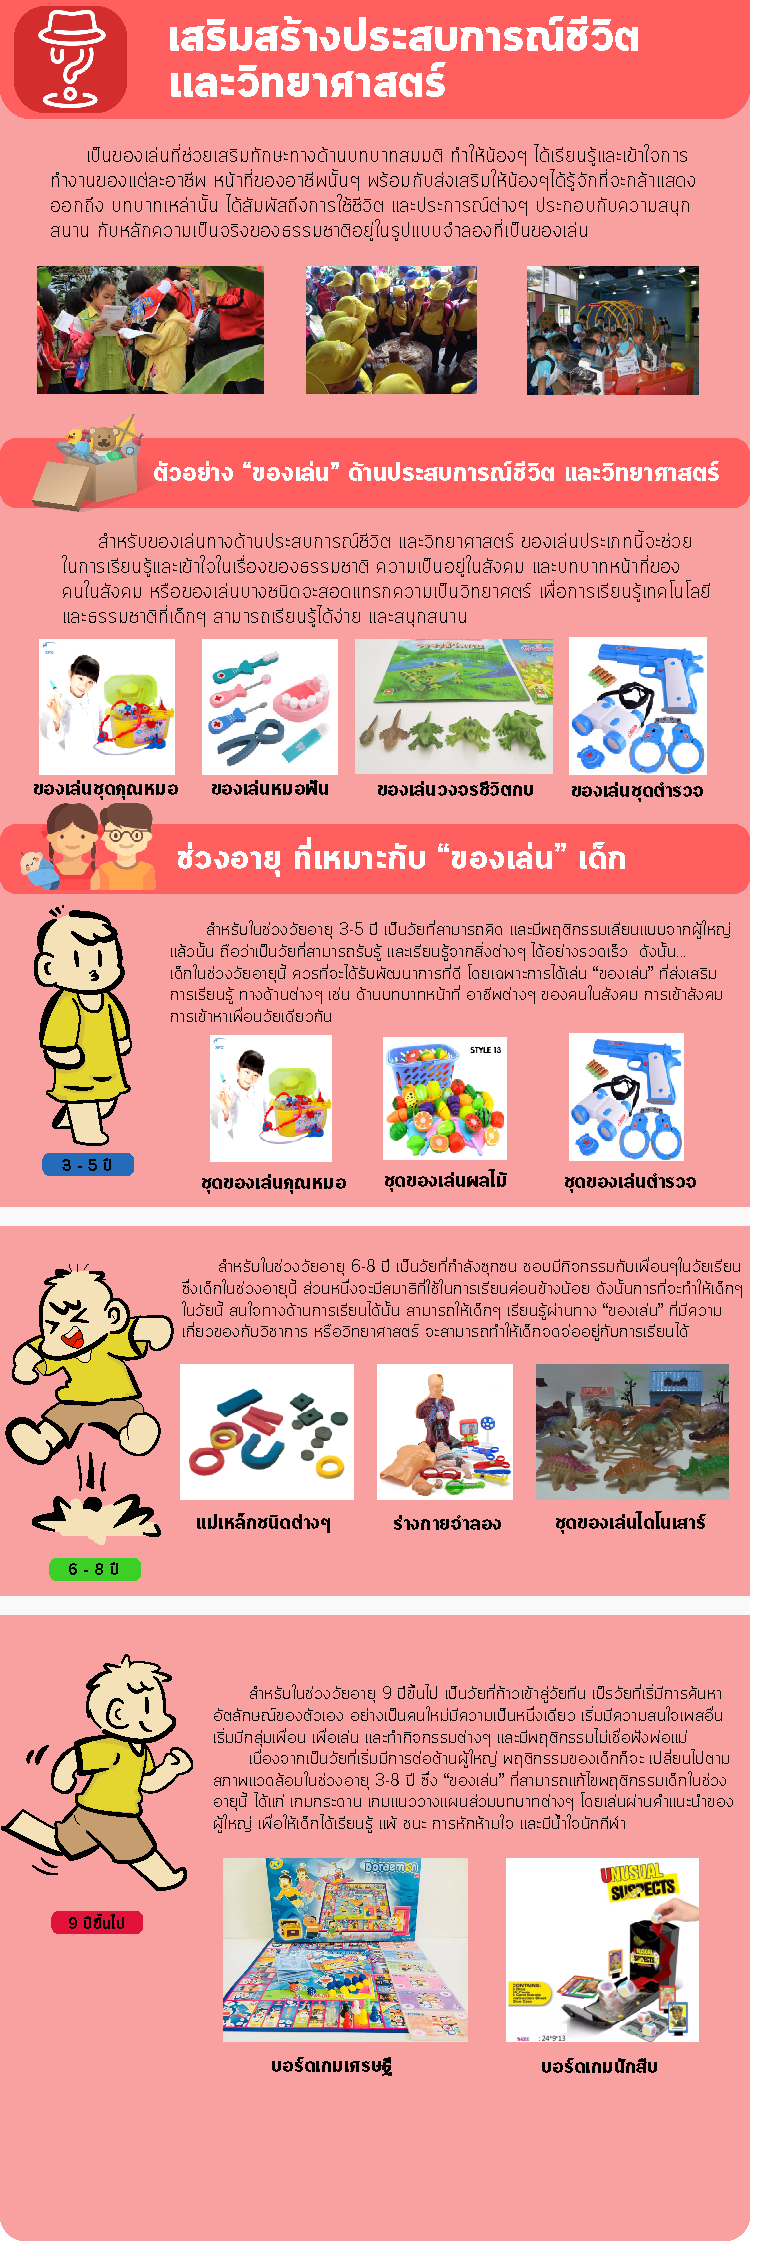 เสริมสร้างประสบการณ์ชีวิต
และวิทยาศาสตร์
เป็นของเล่นที่ช่วยเสริมทักษะทางด้านบทบาทสมมติ ทำให้น้องๆ ได้เรียนรู้และเข้าใจการ
ทำงานของแต่ละอาชีพ หน้าที่ของอาชีพนั้นๆ พร้อมกับส่งเสริมให้น้องๆได้รู้จักที่จะกล้าแสดง
ออกถึง บทบาทเหล่านั้น ได้สัมพัสถึงการใช้ชีวิต และประการณ์ต่างๆ ประกอบกับความสนุก
สนาน กับหลักความเป็นจริงของธรรมชาติอยู่ในรูปแบบจำลองที่เป็นของเล่น
ตัวอย่าง “ของเล่น” ด้านประสบการณ์ชีวิต และวิทยาศาสตร์
สำหรับของเล่นทางด้านประสบการณ์ชีวิต และวิทยาศาสตร์ ของเล่นประเภทนี้จะช่วย
ในการเรียนรู้และเข้าใจในเรื่องของธรรมชาติ ความเป็นอยู่ในสังคม และบทบาทหน้าที่ของ
คนในสังคม หรือของเล่นบางชนิดจะสอดแทรกความเป็นวิทยาศตร์ เพื่อการเรียนรู้เทคโนโลยี
และธรรมชาติที่เด็กๆ สามารถเรียนรู้ได้ง่าย และสนุกสนาน
ของเล่นชุดคุณหมอ
ของเล่นหมอฟัน
ของเล่นวงจรชีวิตกบ
ของเล่นชุดตำรวจ
ช่วงอายุ ที่เหมาะกับ “ของเล่น” เด็ก
สำหรับในช่วงวัยอายุ 3-5 ปี เป็นวัยที่สามารถคิด และมีพฤติกรรมเลียนแบบจากผู้ใหญ่
แล้วนั้น ถือว่าเป็นวัยที่สามารถรับรู้ และเรียนรู้จากสิ่งต่างๆ ได้อย่างรวดเร็ว ดังนั้น...
เด็กในช่วงวัยอายุนี้ ควรที่จะได้รับพัฒนาการที่ดี โดยเฉพาะการได้เล่น “ของเล่น” ที่ส่งเสริม
การเรียนรู้ ทางด้านต่างๆ เช่น ด้านบทบาทหน้าที่ อาชีพต่างๆ ของคนในสังคม การเข้าสังคม
การเข้าหาเพื่อนวัยเดียวกัน
STYLE 13
3 - 5 ปี
ชุดของเล่นคุณหมอ
ชุดของเล่นผลไม้
ชุดของเล่นตำรวจ
สำหรับในช่วงวัยอายุ 6-8 ปี เป็นวัยที่กำลังซุกซน ชอบมีกิจกรรมกับเพื่อนๆในวัยเรียน
ซึ่งเด็กในช่วงอายุนี้ ส่วนหนึ่งจะมีสมาธิที่ใช้ในการเรียนค่อนข้างน้อย ดังนั้นการที่จะทำให้เด็กๆ
ในวัยนี้ สนใจทางด้านการเรียนได้นั้น สามารถให้เด็กๆ เรียนรู้ผ่านทาง “ของเล่น” ที่มีความ
เกี่ยวของกับวิชาการ หรือวิทยาศาสตร์ จะสามารถทำให้เด็กจดจ่ออยู่กับการเรียนได้
แม่เหล็กชนิดต่างๆ
ร่างกายจำลอง
ชุดของเล่นไดโนเสาร์
6 - 8 ปี
สำหรับในช่วงวัยอายุ 9 ปีขึ้นไป เป็นวัยที่ก้าวเข้าสู่วัยทีน เป็รวัยที่เริ่มีการค้นหา
อัตลักษณ์ของตัวเอง อย่างเป็นคนใหม่มีความเป็นหนึ่งเดียว เริ่มมีความสนใจเพสอื่น
เริ่มมีกลุ่มเพื่อน เพื่อเล่น และทำกิจกรรมต่างๆ และมีพฤติกรรมไม่เชื่อฟังพ่อแม่
เนื่องจากเป็นวัยที่เริ่มมีการต่อต้านผู้ใหญ่ พฤติกรรมของเด็กก็จะ เปลี่ยนไปตาม
สภาพแวดล้อมในช่วงอายุ 3-8 ปี ซึ่ง “ของเล่น” ที่สามารถแก้ไขพฤติกรรมเด็กในช่วง
อายุนี้ ได้แก่ เกมกระดาน เกมแนววางแผนส่วมบทบาทต่างๆ โดยเล่นผ่านคำแนะนำของ
ผู้ใหญ่ เพื่อให้เด็กได้เรียนรู้ แพ้ ชนะ การหักห้ามใจ และมีน้ำใจนักกีฬา
Doraemon
UNUSUAL
SUSPECTS
CONTAINS:
: 24*9*13
9 ปีขึ้นไป
บอร์ดเกมเศรษฐี
บอร์ดเกมนักสืบ